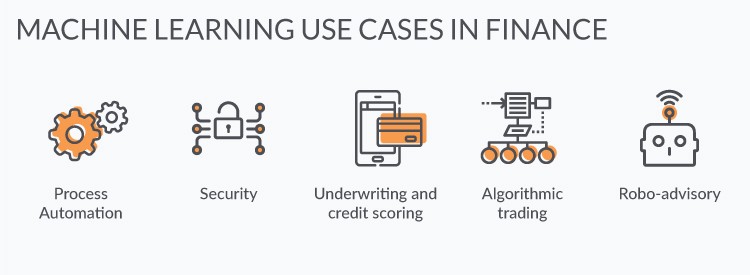 MACHINE LEARNING USE CASES IN FINANCE
Process
Automation
Security
Underwriting and
credit scoring
Algorithmic
trading
Robo-advisory